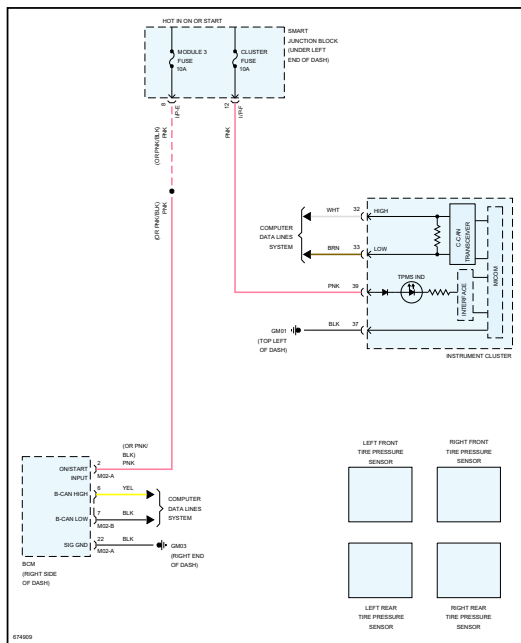 HOT IN ON OR START
SMART
JUNCTION BLOCK
(UNDER LEFT
END OF DASH)
MODULE 3
FUSE
10A
CLUSTER
FUSE
10A
8
I/P-E
12
I/P-F
(OR PNK/BLK)
PNK
PNK
(OR PNK/BLK)
PNK
COMPUTER
DATA LINES
SYSTEM
WHT
32
HIGH
BRN
33
LOW
C-CAN
TRANSCEIVER
MICOM
PNK
39
TPMS IND
INTERFACE
GM01
(TOP LEFT
OF DASH)
BLK
37
INSTRUMENT CLUSTER
ON/START
INPUT
2
M02-A
(OR PNK/
BLK)
PNK
B-CAN HIGH
6
YEL
B-CAN LOW
7
M02-B
BLK
COMPUTER
DATA LINES
SYSTEM
SIG GND
22
M02-A
BLK
GM03
(RIGHT END
OF DASH)
BCM
(RIGHT SIDE
OF DASH)
LEFT FRONT
TIRE PRESSURE
SENSOR
RIGHT FRONT
TIRE PRESSURE
SENSOR
LEFT REAR
TIRE PRESSURE
SENSOR
RIGHT REAR
TIRE PRESSURE
SENSOR
674909